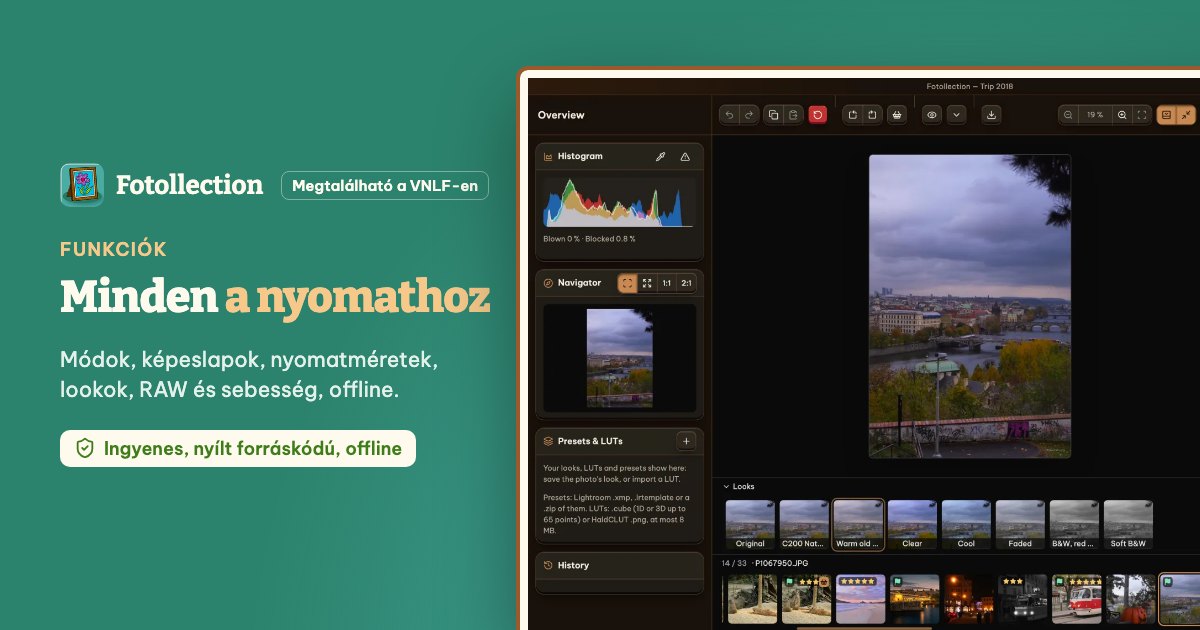 Fotollection
Megtalálható a VNLF-en
FUNKCIÓK
Minden a nyomathoz
Módok, képeslapok, nyomatméretek,
lookok, RAW és sebesség, offline.
Ingyenes, nyílt forráskódú, offline
Fotollection — Trip 2018
Overview
19 %
Histogram
Blown 0 % · Blocked 0.8 %
Navigator
1:1
2:1
Presets & LUTs
Your looks, LUTs and presets show here:
save the photo's look, or import a LUT.
Presets: Lightroom .xmp, .lrtemplate or a
.zip of them. LUTs: .cube (1D or 3D up to
65 points) or HaldCLUT .png, at most 8
MB.
History
Looks
Original
C200 Nat...
Warm old ...
Clear
Cool
Faded
B&W, red ...
Soft B&W
14 / 33 · P1067950.JPG